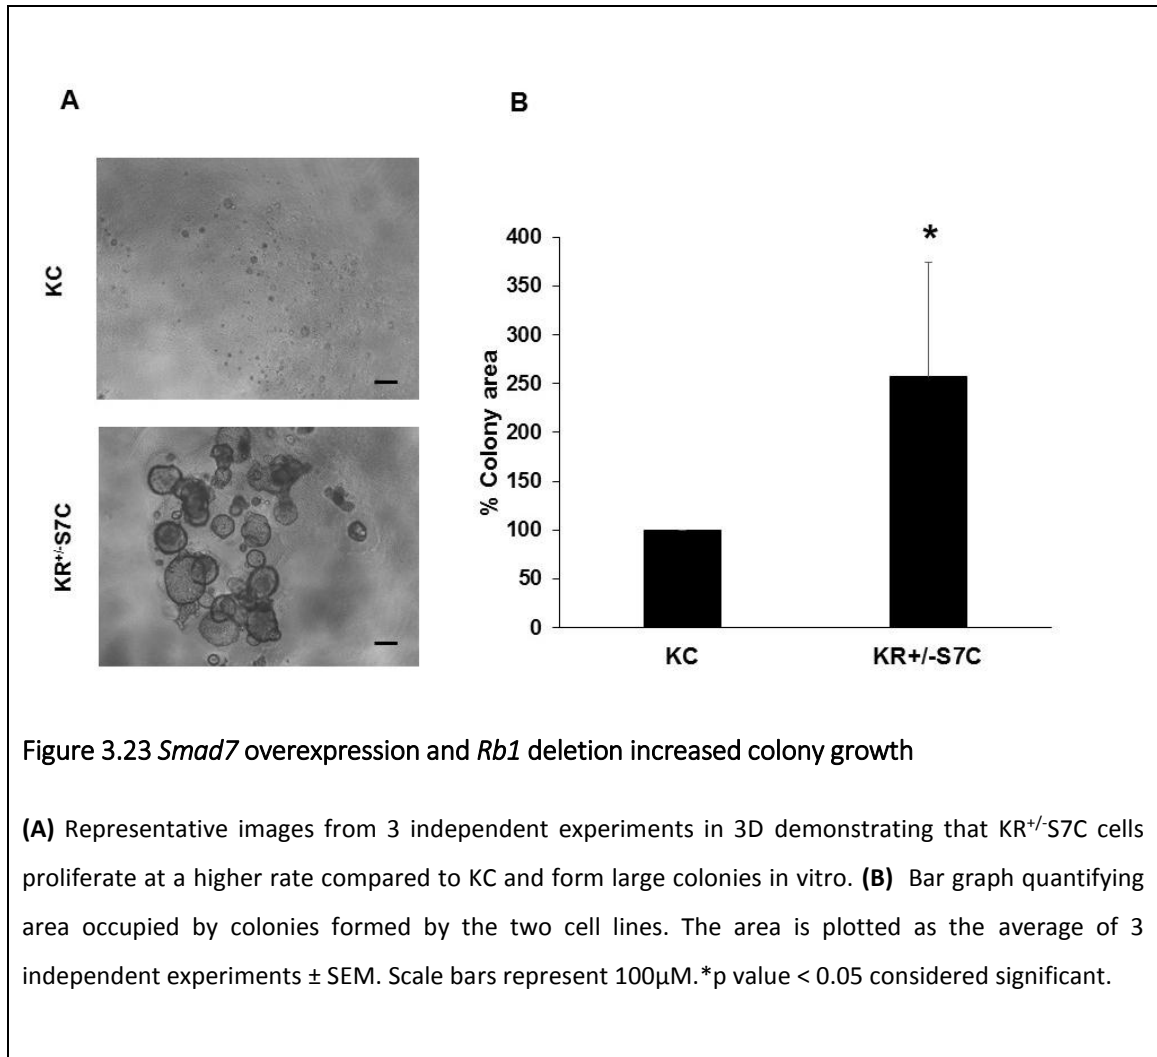 A
B
KC
KR+/-S7C
% Colony area
400
350
300
250
200
150
100
50
0
*
KC
KR+/-S7C
Figure 3.23 Smad7 overexpression and Rb1 deletion increased colony growth
(A) Representative images from 3 independent experiments in 3D demonstrating that KR+/-S7C cells
proliferate at a higher rate compared to KC and form large colonies in vitro. (B) Bar graph quantifying
area occupied by colonies formed by the two cell lines. The area is plotted as the average of 3
independent experiments ± SEM. Scale bars represent 100µM.*p value < 0.05 considered significant.